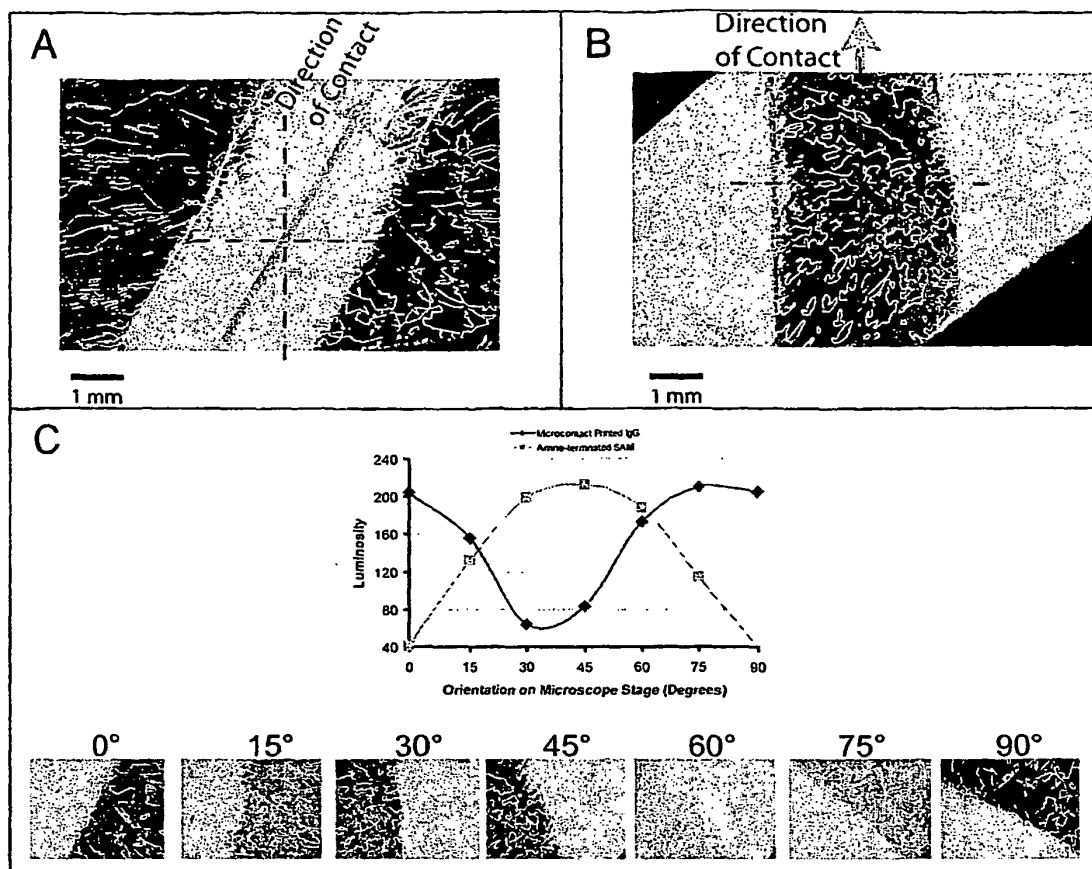 A
Direction
of Contact
1 mm
B
Direction
of Contact
1 mm
C
Microcontact Printed IgG
Amine-terminated SAM
240
200
160
120
80
40
Luminosity
0 15 30 45 60 75 90
Orientation on Microscope Stage (Degrees)
0° 15° 30° 45° 60° 75° 90°